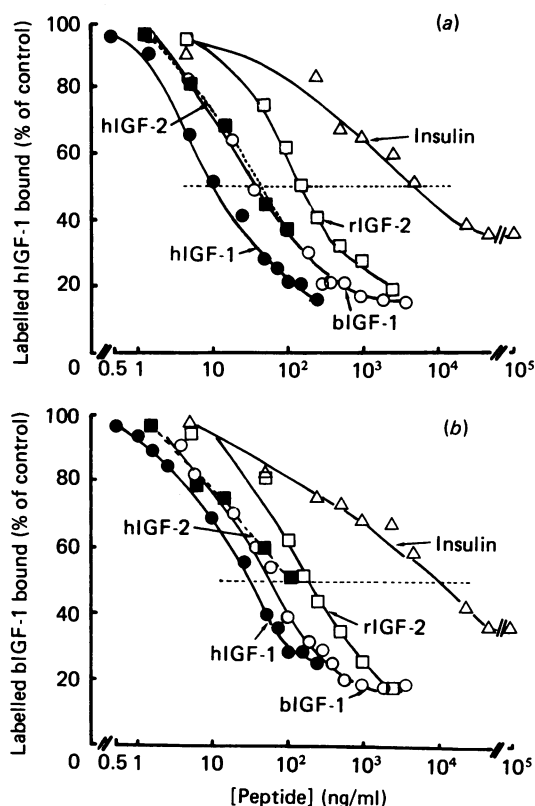 (a)
Labelled hIGF-1 bound (% of control)
100
80
60
40
20
0
hIGF-2
Insulin
hIGF-1
rIGF-2
bIGF-1
0.5 1 10 10² 10³ 10⁴ 10⁵
(b)
Labelled bIGF-1 bound (% of control)
100
80
60
40
20
0
hIGF-2
Insulin
hIGF-1
rIGF-2
bIGF-1
0.5 1 10 10² 10³ 10⁴ 10⁵
[Peptide] (ng/ml)